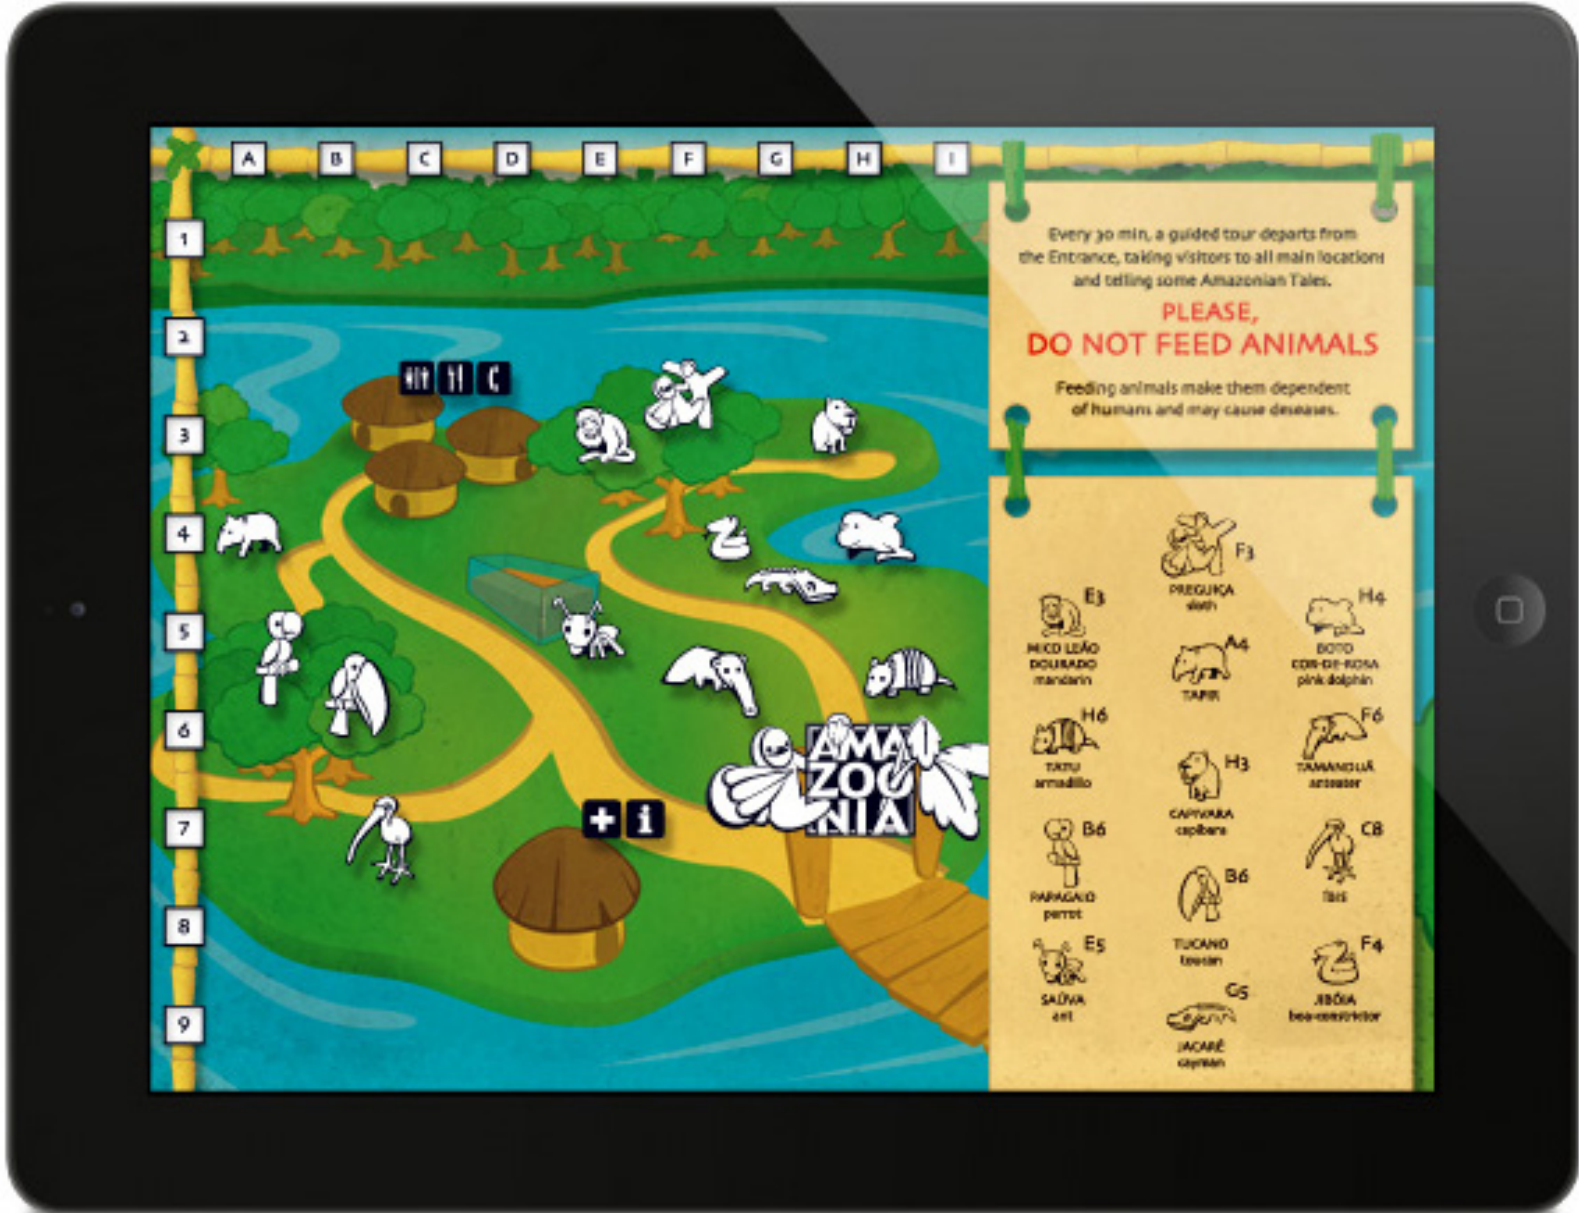 A B C D E F G H I
1
2
3
4
5
6
7
8
9
AMA
ZOO
NIA
Every 30 min, a guided tour departs from
the Entrance, taking visitors to all main locations
and telling some Amazonian Tales.
PLEASE,
DO NOT FEED ANIMALS
Feeding animals make them dependent
of humans and may cause deseases.
F3
PREGUIÇA
sloth
E3
MICO LEÃO
DOURADO
mandarin
A4
TAPIR
H4
BOTO
COR-DE-ROSA
pink dolphin
H6
TATU
armadillo
H3
CAPIVARA
capibara
F6
TAMANDUÁ
anteater
B6
PAPAGAIO
parrot
B6
TUCANO
toucan
C8
IBIS
E5
SAÚVA
ant
G5
JACARÉ
cayman
F4
JIBÓIA
boa-constrictor